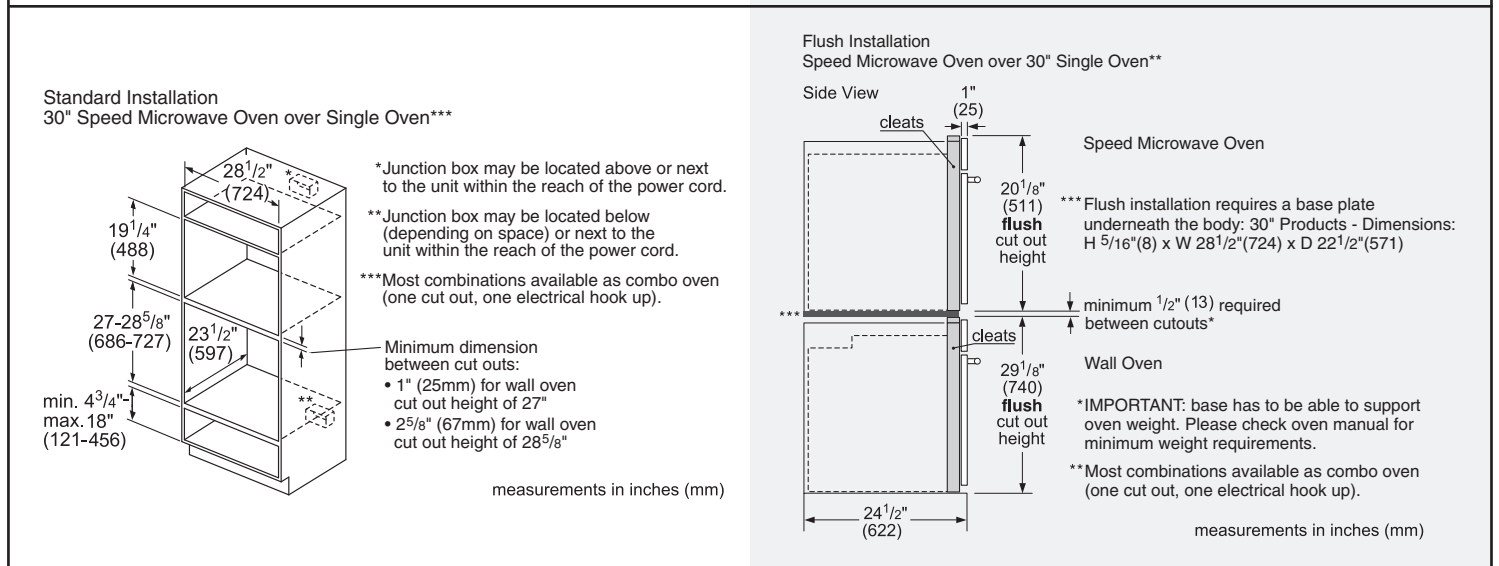 Standard Installation
30" Speed Microwave Oven over Single Oven***
28 1/2"
(724)
*
19 1/4"
(488)
27-28 5/8"
(686-727)
23 1/2"
(597)
min. 4 3/4"-
max.18"
(121-456)
**
*Junction box may be located above or next
to the unit within the reach of the power cord.
**Junction box may be located below
(depending on space) or next to the
unit within the reach of the power cord.
***Most combinations available as combo oven
(one cut out, one electrical hook up).
Minimum dimension
between cut outs:
• 1" (25mm) for wall oven
cut out height of 27"
• 2 5/8" (67mm) for wall oven
cut out height of 28 5/8"
measurements in inches (mm)
Flush Installation
Speed Microwave Oven over 30" Single Oven**
Side View
1"
(25)
cleats
Speed Microwave Oven
20 1/8"
(511)
flush
cut out
height
***Flush installation requires a base plate
underneath the body: 30" Products - Dimensions:
H 5/16"(8) x W 28 1/2"(724) x D 22 1/2"(571)
***
minimum 1/2" (13) required
between cutouts*
cleats
Wall Oven
29 1/8"
(740)
flush
cut out
height
*IMPORTANT: base has to be able to support
oven weight. Please check oven manual for
minimum weight requirements.
**Most combinations available as combo oven
(one cut out, one electrical hook up).
24 1/2"
(622)
measurements in inches (mm)